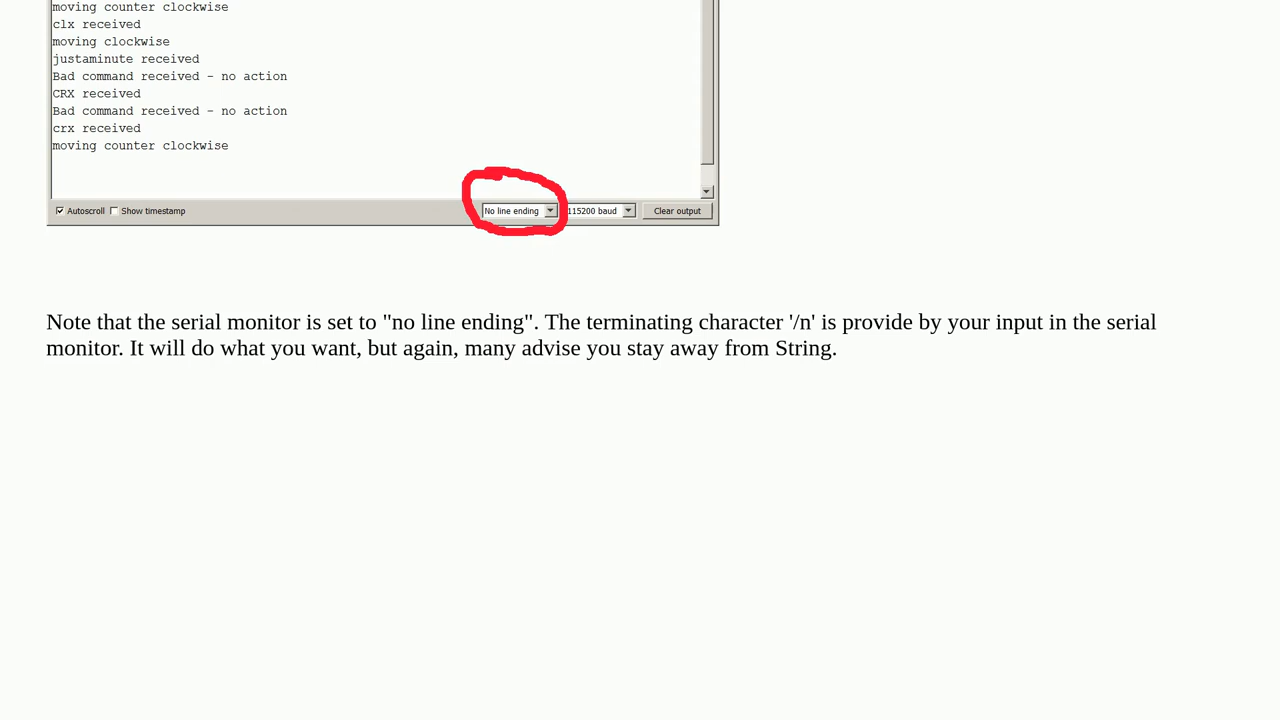 moving counter clockwise
clx received
moving clockwise
justaminute received
Bad command received - no action
CRX received
Bad command received - no action
crx received
moving counter clockwise
Autoscroll Show timestamp No line ending 115200 baud Clear output
Note that the serial monitor is set to "no line ending". The terminating character '/n' is provide by your input in the serial
monitor. It will do what you want, but again, many advise you stay away from String.